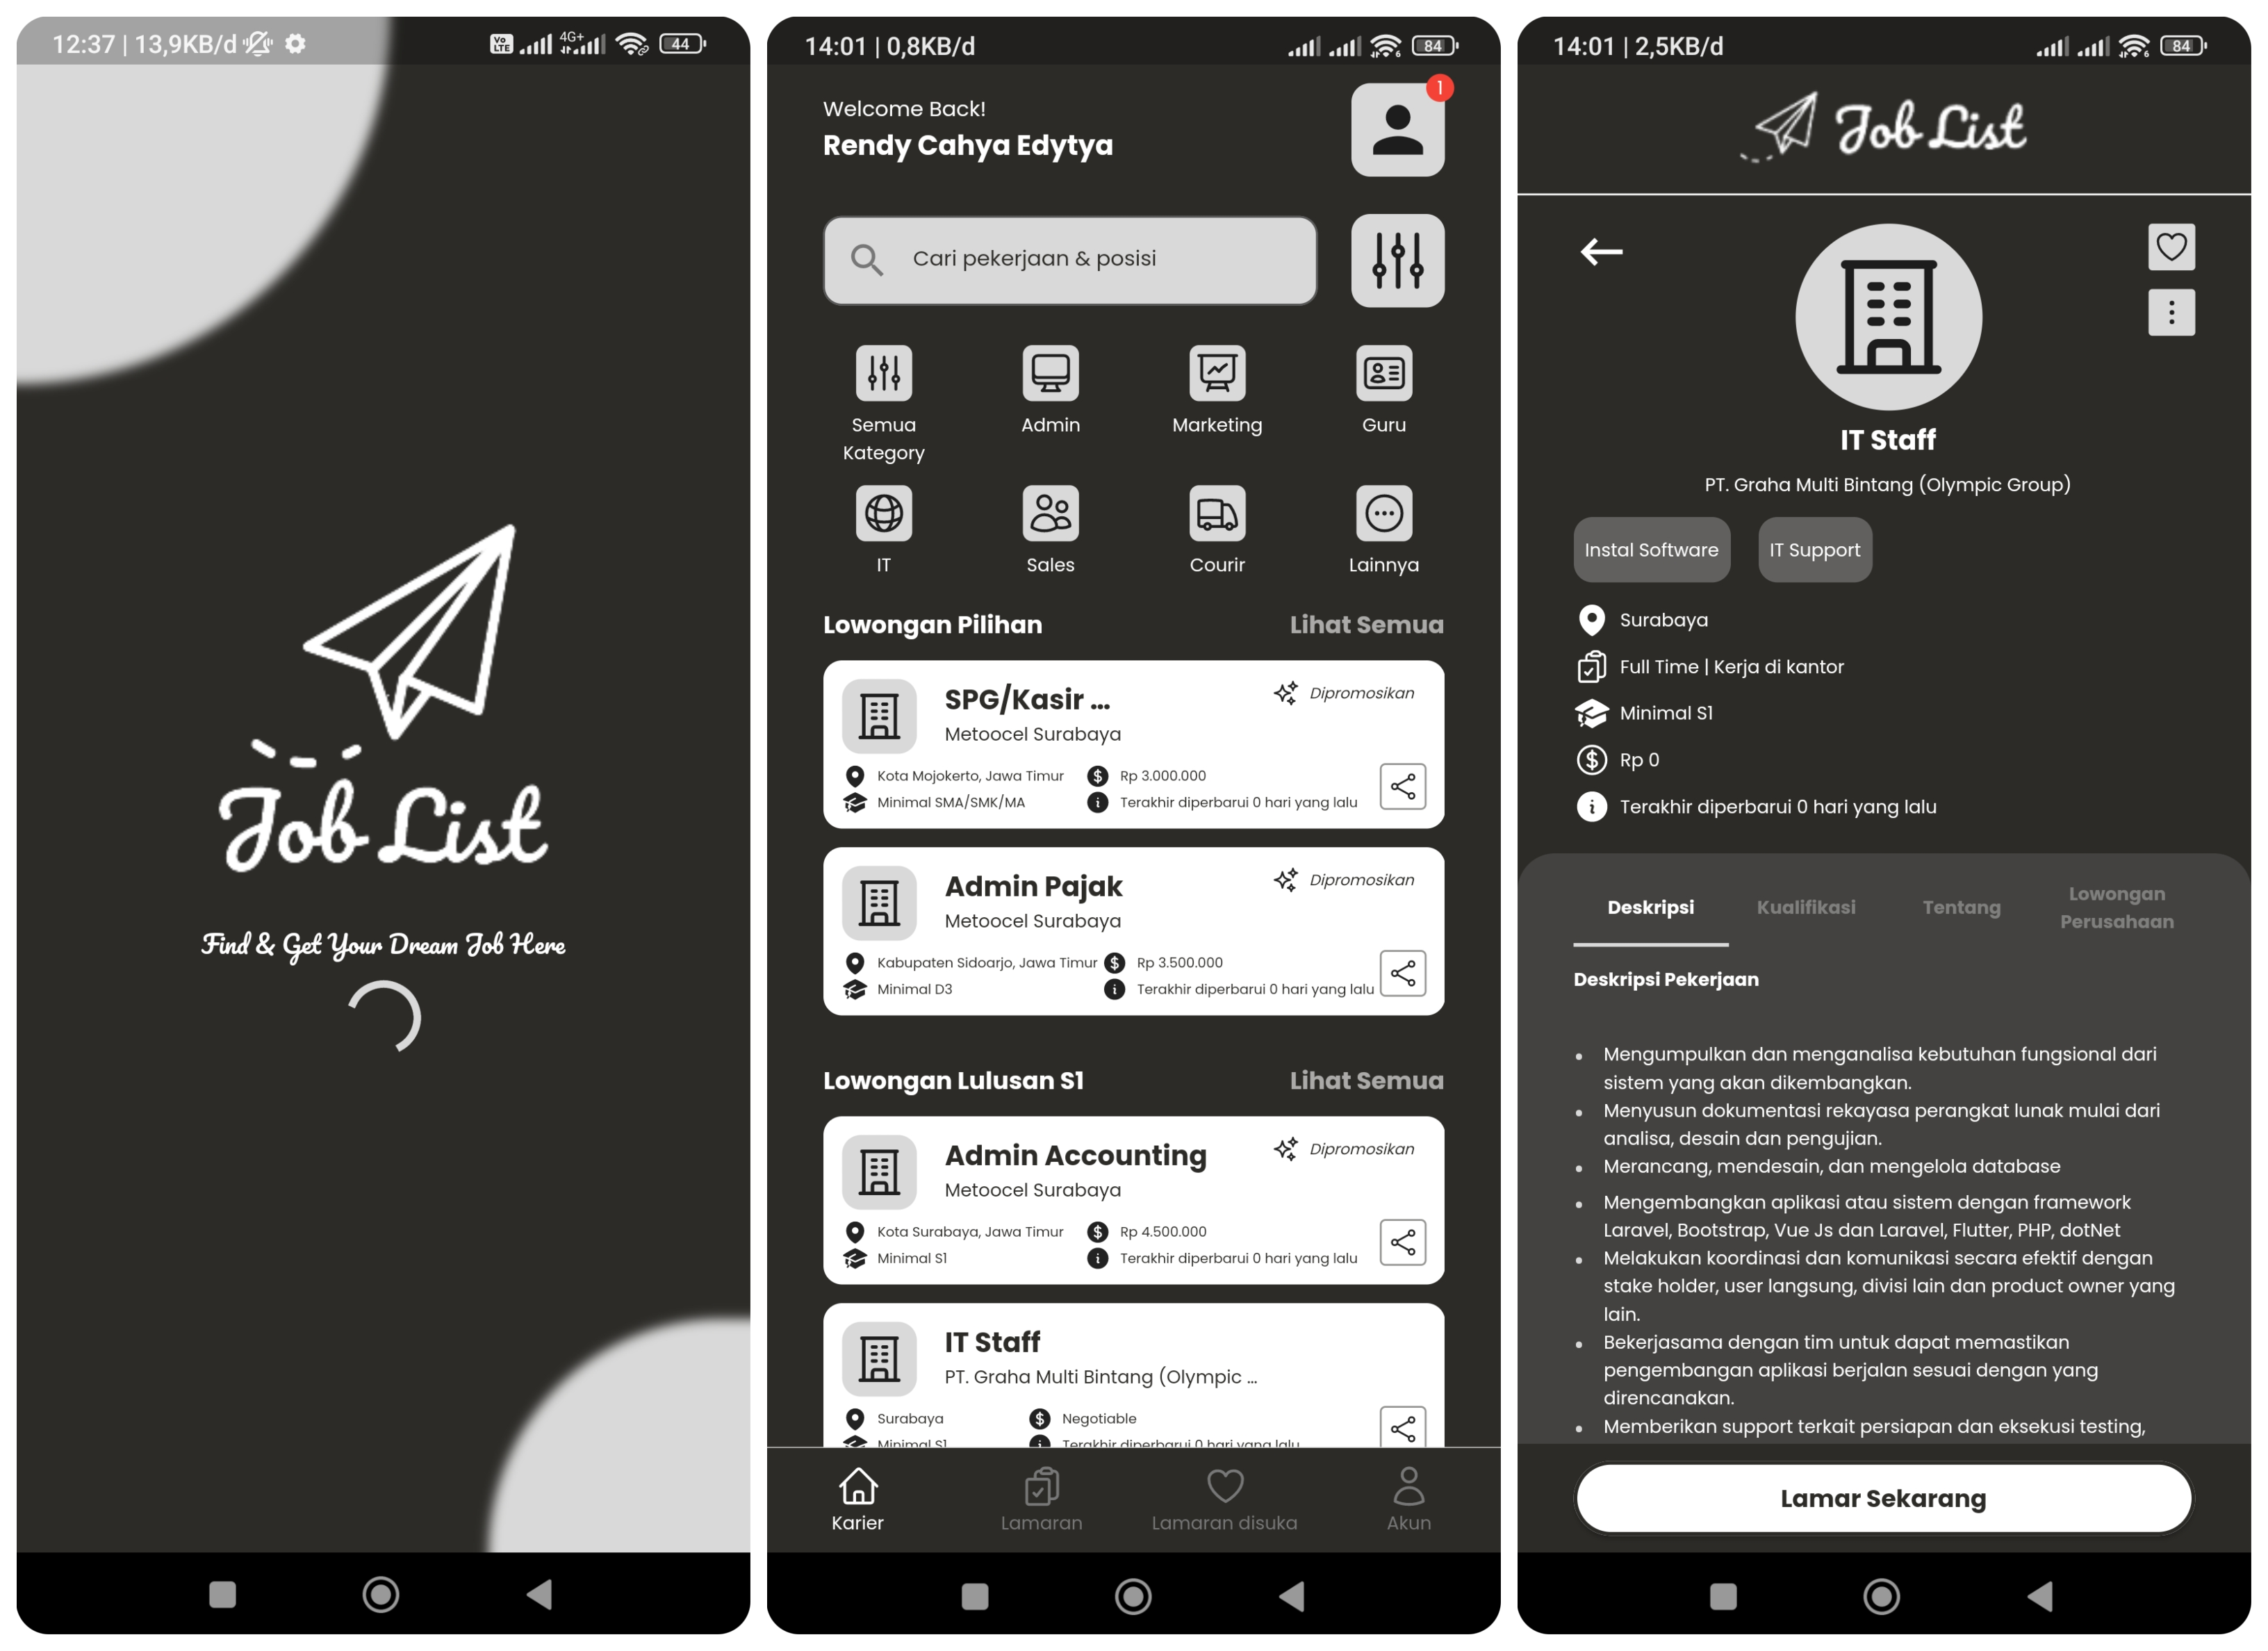 12:37 | 13,9KB/d
Vo LTE
4G+
44
Job List
Find & Get Your Dream Job Here
14:01 | 0,8KB/d
6
84
Welcome Back!
1
Rendy Cahya Edytya
Cari pekerjaan & posisi
Semua Kategory
Admin
Marketing
Guru
IT
Sales
Courir
Lainnya
Lowongan Pilihan
Lihat Semua
SPG/Kasir ...
Dipromosikan
Metoocel Surabaya
Kota Mojokerto, Jawa Timur
Rp 3.000.000
Minimal SMA/SMK/MA
Terakhir diperbarui 0 hari yang lalu
Admin Pajak
Dipromosikan
Metoocel Surabaya
Kabupaten Sidoarjo, Jawa Timur
Rp 3.500.000
Minimal D3
Terakhir diperbarui 0 hari yang lalu
Lowongan Lulusan S1
Lihat Semua
Admin Accounting
Dipromosikan
Metoocel Surabaya
Kota Surabaya, Jawa Timur
Rp 4.500.000
Minimal S1
Terakhir diperbarui 0 hari yang lalu
IT Staff
PT. Graha Multi Bintang (Olympic ...
Surabaya
Negotiable
Minimal S1
Terakhir diperbarui 0 hari yang lalu
Karier
Lamaran
Lamaran disuka
Akun
14:01 | 2,5KB/d
6
84
Job List
IT Staff
PT. Graha Multi Bintang (Olympic Group)
Instal Software
IT Support
Surabaya
Full Time | Kerja di kantor
Minimal S1
Rp 0
Terakhir diperbarui 0 hari yang lalu
Deskripsi
Kualifikasi
Tentang
Lowongan
Perusahaan
Deskripsi Pekerjaan
• Mengumpulkan dan menganalisa kebutuhan fungsional dari
sistem yang akan dikembangkan.
• Menyusun dokumentasi rekayasa perangkat lunak mulai dari
analisa, desain dan pengujian.
• Merancang, mendesain, dan mengelola database
• Mengembangkan aplikasi atau sistem dengan framework
Laravel, Bootstrap, Vue Js dan Laravel, Flutter, PHP, dotNet
• Melakukan koordinasi dan komunikasi secara efektif dengan
stake holder, user langsung, divisi lain dan product owner yang
lain.
• Bekerjasama dengan tim untuk dapat memastikan
pengembangan aplikasi berjalan sesuai dengan yang
direncanakan.
• Memberikan support terkait persiapan dan eksekusi testing,
Lamar Sekarang